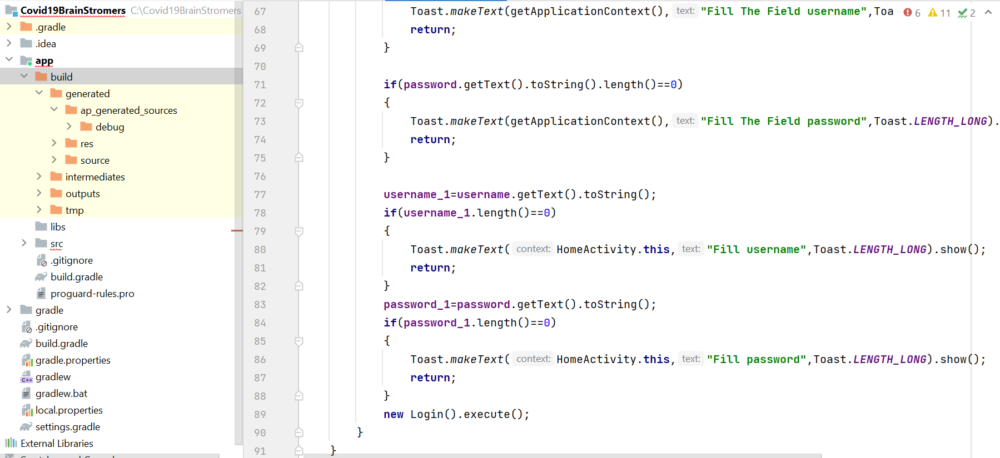 Covid19BrainStromers C:\Covid19BrainStromers
.gradle
.idea
app
build
generated
ap_generated_sources
debug
res
source
intermediates
outputs
tmp
libs
src
.gitignore
build.gradle
proguard-rules.pro
gradle
.gitignore
build.gradle
gradle.properties
gradlew
gradlew.bat
local.properties
settings.gradle
External Libraries
6 11 2
67 Toast.makeText(getApplicationContext(), text: "Fill The Field username",Toa
68 return;
69 }
70
71 if(password.getText().toString().length()==0)
72 {
73 Toast.makeText(getApplicationContext(), text: "Fill The Field password",Toast.LENGTH_LONG).
74 return;
75 }
76
77 username_1=username.getText().toString();
78 if(username_1.length()==0)
79 {
80 Toast.makeText( context: HomeActivity.this, text: "Fill username",Toast.LENGTH_LONG).show();
81 return;
82 }
83 password_1=password.getText().toString();
84 if(password_1.length()==0)
85 {
86 Toast.makeText( context: HomeActivity.this, text: "Fill password",Toast.LENGTH_LONG).show();
87 return;
88 }
89 new Login().execute();
90 }
91 }